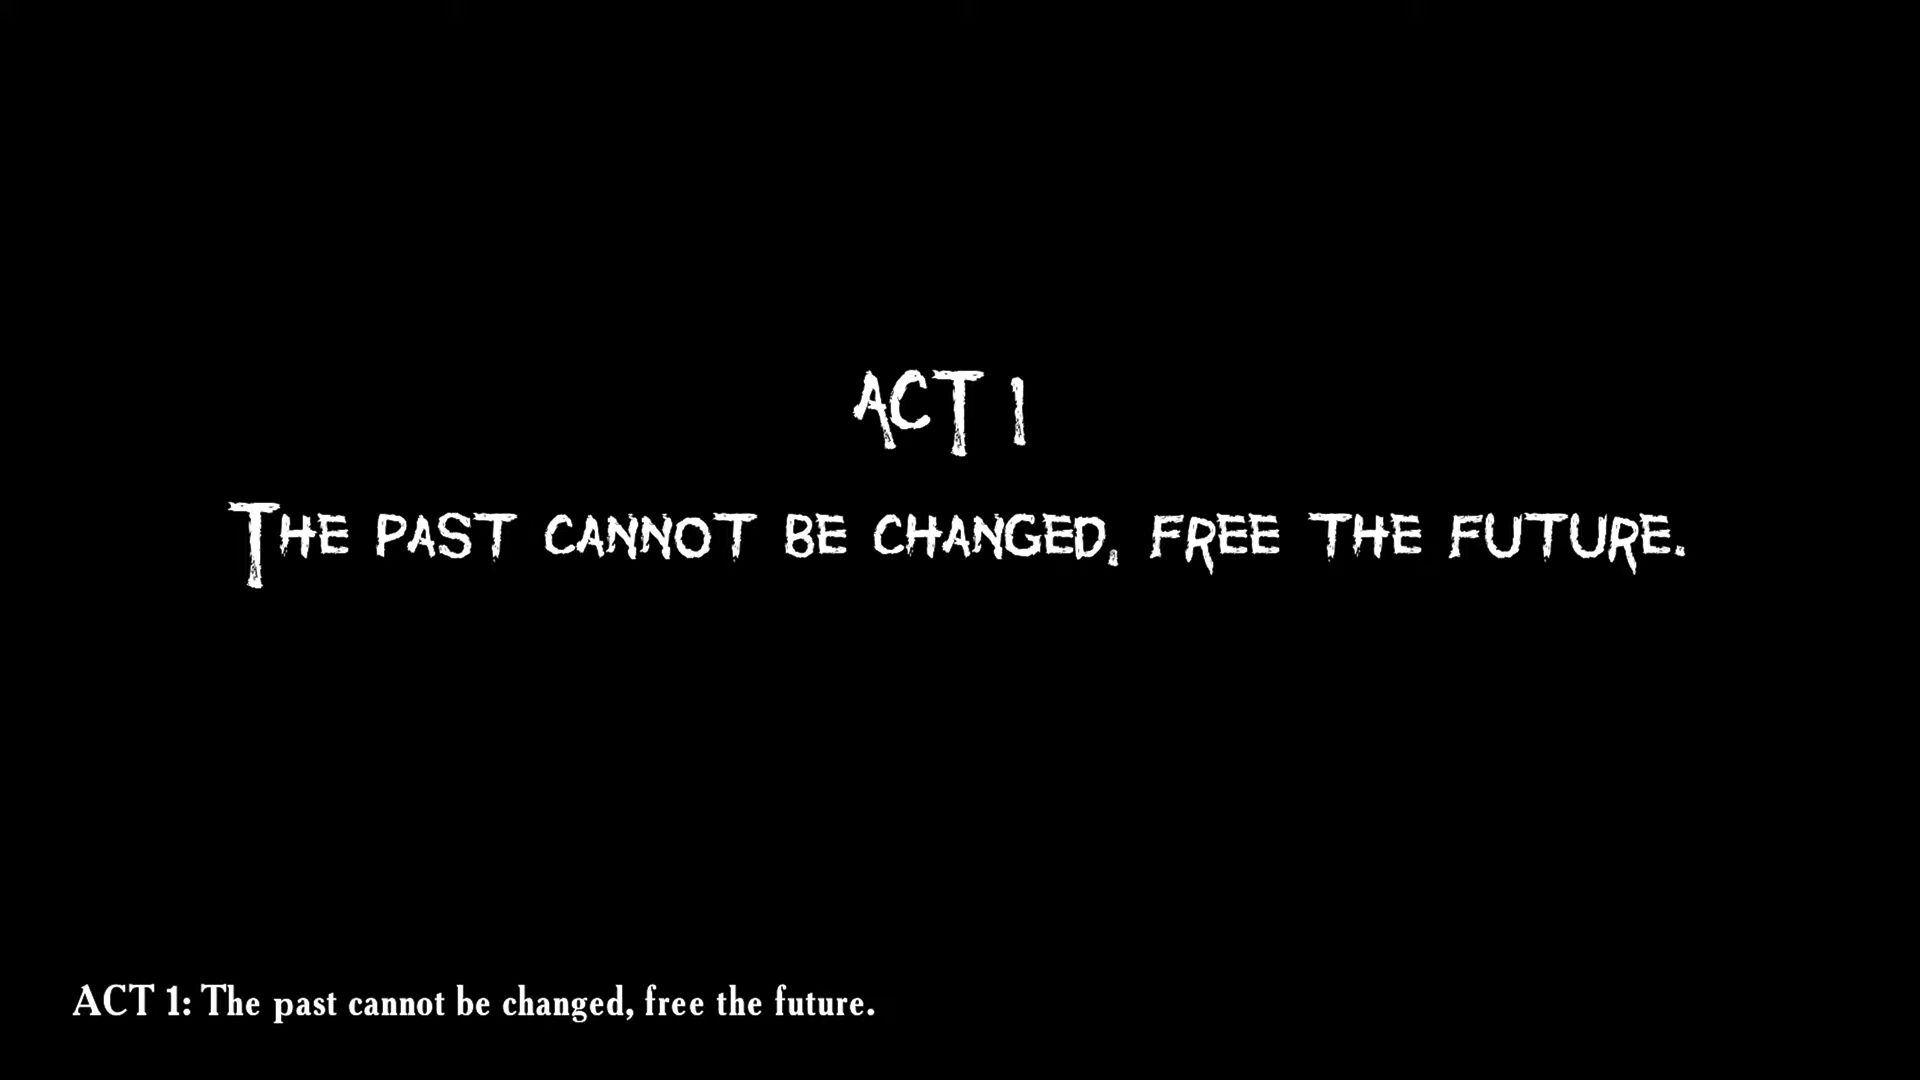 ACT 1
The past cannot be changed, free the future.
ACT 1: The past cannot be changed, free the future.